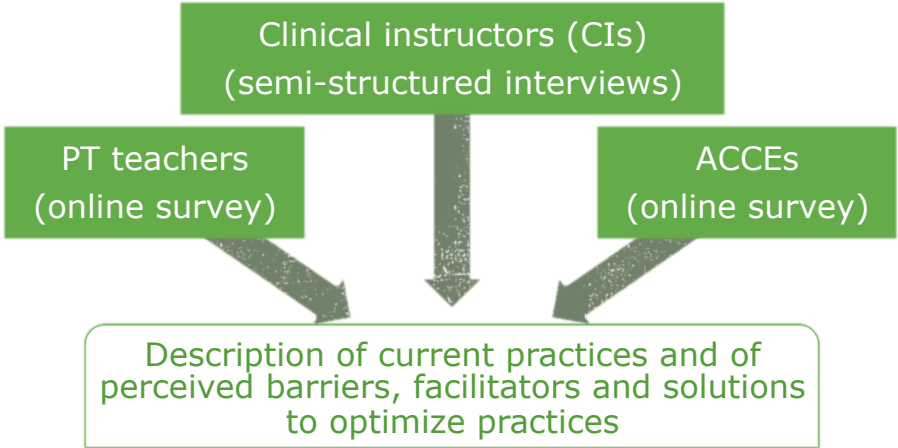 Clinical instructors (CIs)
(semi-structured interviews)
PT teachers
(online survey)
ACCEs
(online survey)
Description of current practices and of
perceived barriers, facilitators and solutions
to optimize practices